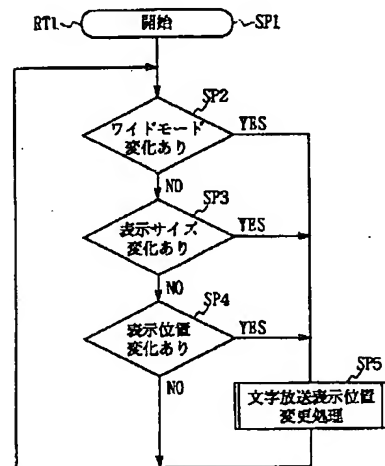 RT1
開始
SP1
SP2
ワイドモード
変化あり
YES
NO
SP3
表示サイズ
変化あり
YES
NO
SP4
表示位置
変化あり
YES
NO
SP5
文字放送表示位置
変更処理